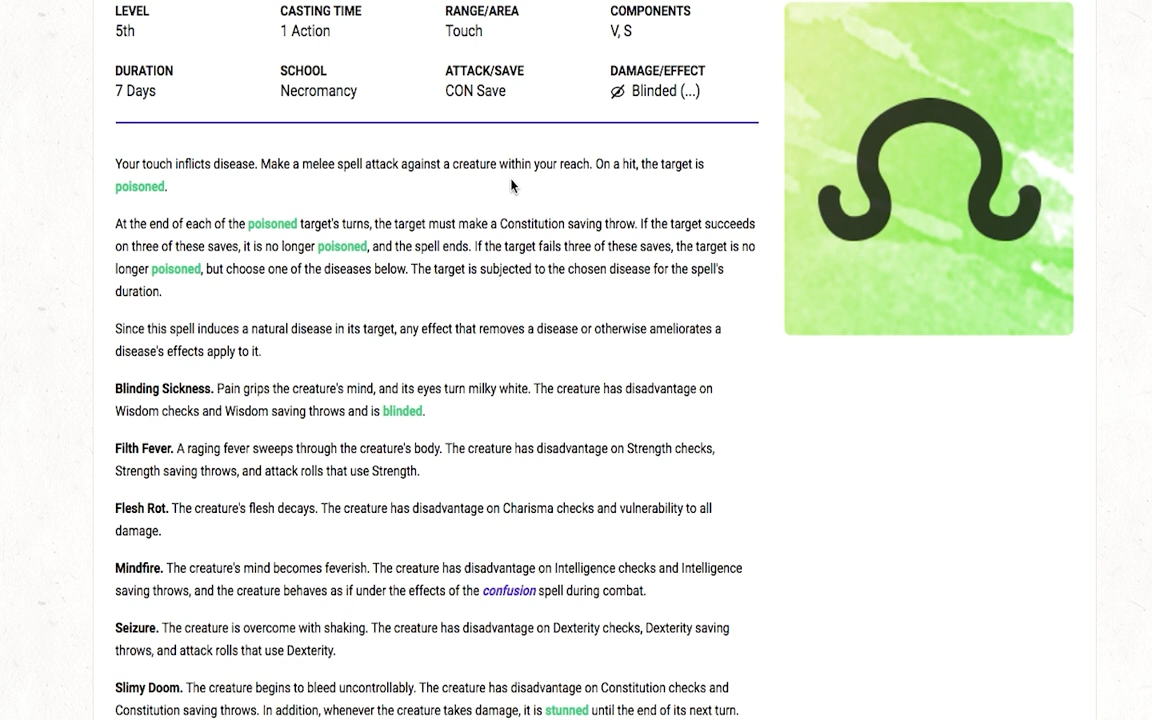 LEVEL CASTING TIME RANGE/AREA COMPONENTS
5th 1 Action Touch V, S
DURATION SCHOOL ATTACK/SAVE DAMAGE/EFFECT
7 Days Necromancy CON Save Blinded (...)
Your touch inflicts disease. Make a melee spell attack against a creature within your reach. On a hit, the target is
poisoned.
At the end of each of the poisoned target's turns, the target must make a Constitution saving throw. If the target succeeds
on three of these saves, it is no longer poisoned, and the spell ends. If the target fails three of these saves, the target is no
longer poisoned, but choose one of the diseases below. The target is subjected to the chosen disease for the spell's
duration.
Since this spell induces a natural disease in its target, any effect that removes a disease or otherwise ameliorates a
disease's effects apply to it.
Blinding Sickness. Pain grips the creature's mind, and its eyes turn milky white. The creature has disadvantage on
Wisdom checks and Wisdom saving throws and is blinded.
Filth Fever. A raging fever sweeps through the creature's body. The creature has disadvantage on Strength checks,
Strength saving throws, and attack rolls that use Strength.
Flesh Rot. The creature's flesh decays. The creature has disadvantage on Charisma checks and vulnerability to all
damage.
Mindfire. The creature's mind becomes feverish. The creature has disadvantage on Intelligence checks and Intelligence
saving throws, and the creature behaves as if under the effects of the confusion spell during combat.
Seizure. The creature is overcome with shaking. The creature has disadvantage on Dexterity checks, Dexterity saving
throws, and attack rolls that use Dexterity.
Slimy Doom. The creature begins to bleed uncontrollably. The creature has disadvantage on Constitution checks and
Constitution saving throws. In addition, whenever the creature takes damage, it is stunned until the end of its next turn.